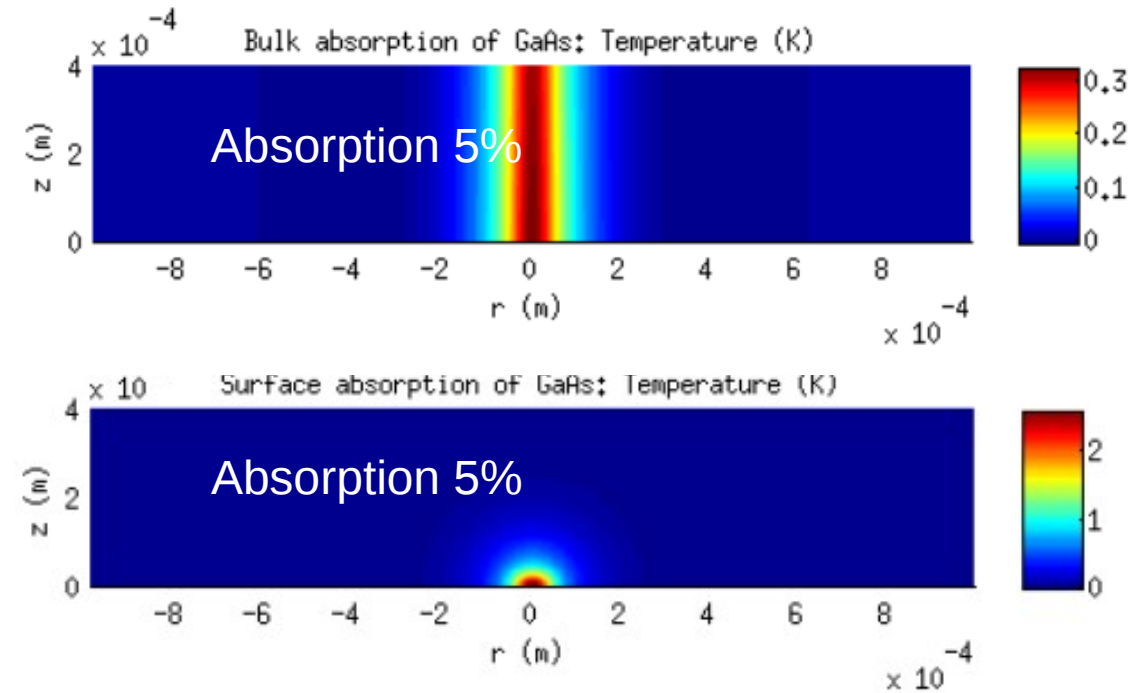 × 10⁻⁴
Bulk absorption of GaAs: Temperature (K)
4
2
0
z (m)
Absorption 5%
0.3
0.2
0.1
0
-8 -6 -4 -2 0 2 4 6 8
r (m)
× 10⁻⁴
× 10
Surface absorption of GaAs: Temperature (K)
4
2
0
z (m)
Absorption 5%
2
1
0
-8 -6 -4 -2 0 2 4 6 8
r (m)
× 10⁻⁴